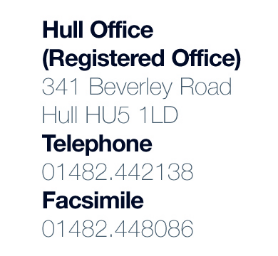 Hull Office
(Registered Office)
341 Beverley Road
Hull HU5 1LD
Telephone
01482.442138
Facsimile
01482.448086